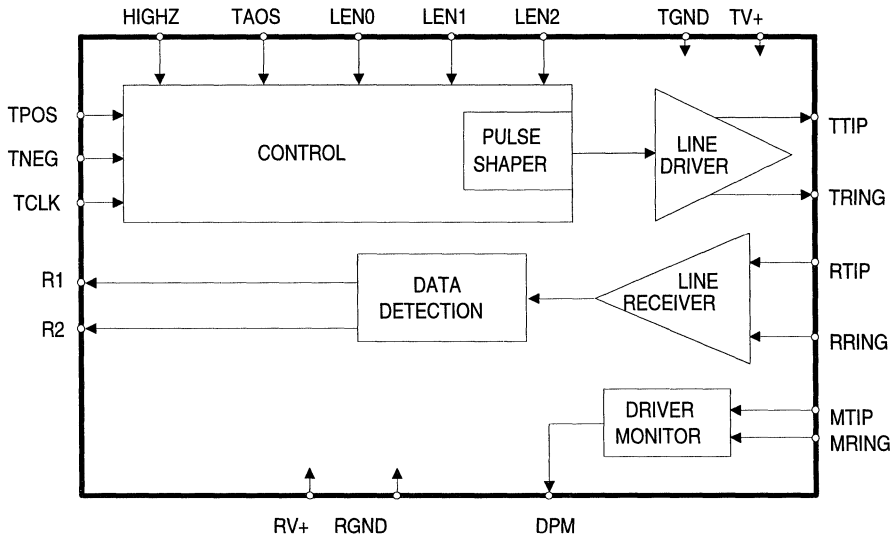 HIGHZ TAOS LEN0 LEN1 LEN2 TGND TV+
TPOS
TNEG
TCLK
CONTROL
PULSE
SHAPER
LINE
DRIVER
TTIP
TRING
R1
R2
DATA
DETECTION
LINE
RECEIVER
RTIP
RRING
DRIVER
MONITOR
MTIP
MRING
RV+ RGND DPM